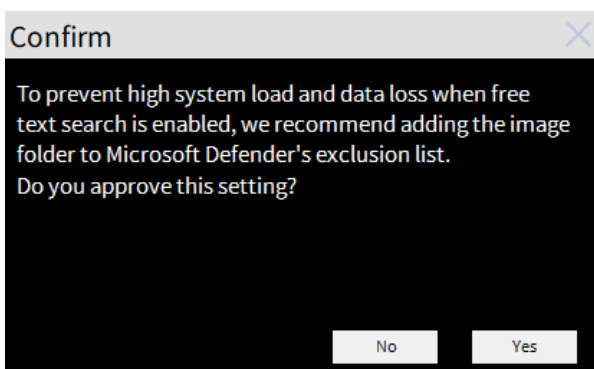 Confirm
To prevent high system load and data loss when free
text search is enabled, we recommend adding the image
folder to Microsoft Defender's exclusion list.
Do you approve this setting?
No
Yes